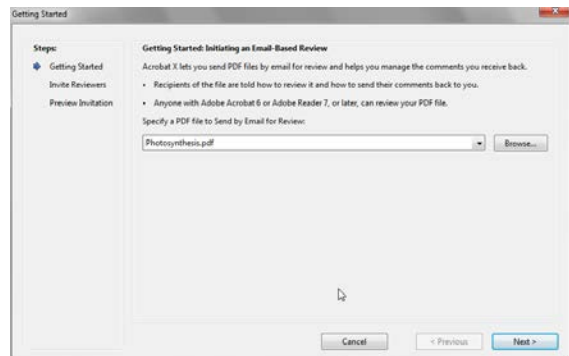 Getting Started
Steps:
Getting Started
Invite Reviewers
Preview Invitation
Getting Started: Initiating an Email-Based Review
Acrobat X lets you send PDF files by email for review and helps you manage the comments you receive back.
• Recipients of the file are told how to review it and how to send their comments back to you.
• Anyone with Adobe Acrobat 6 or Adobe Reader 7, or later, can review your PDF file.
Specify a PDF file to Send by Email for Review:
Photosynthesis.pdf
Browse...
Cancel
< Previous
Next >